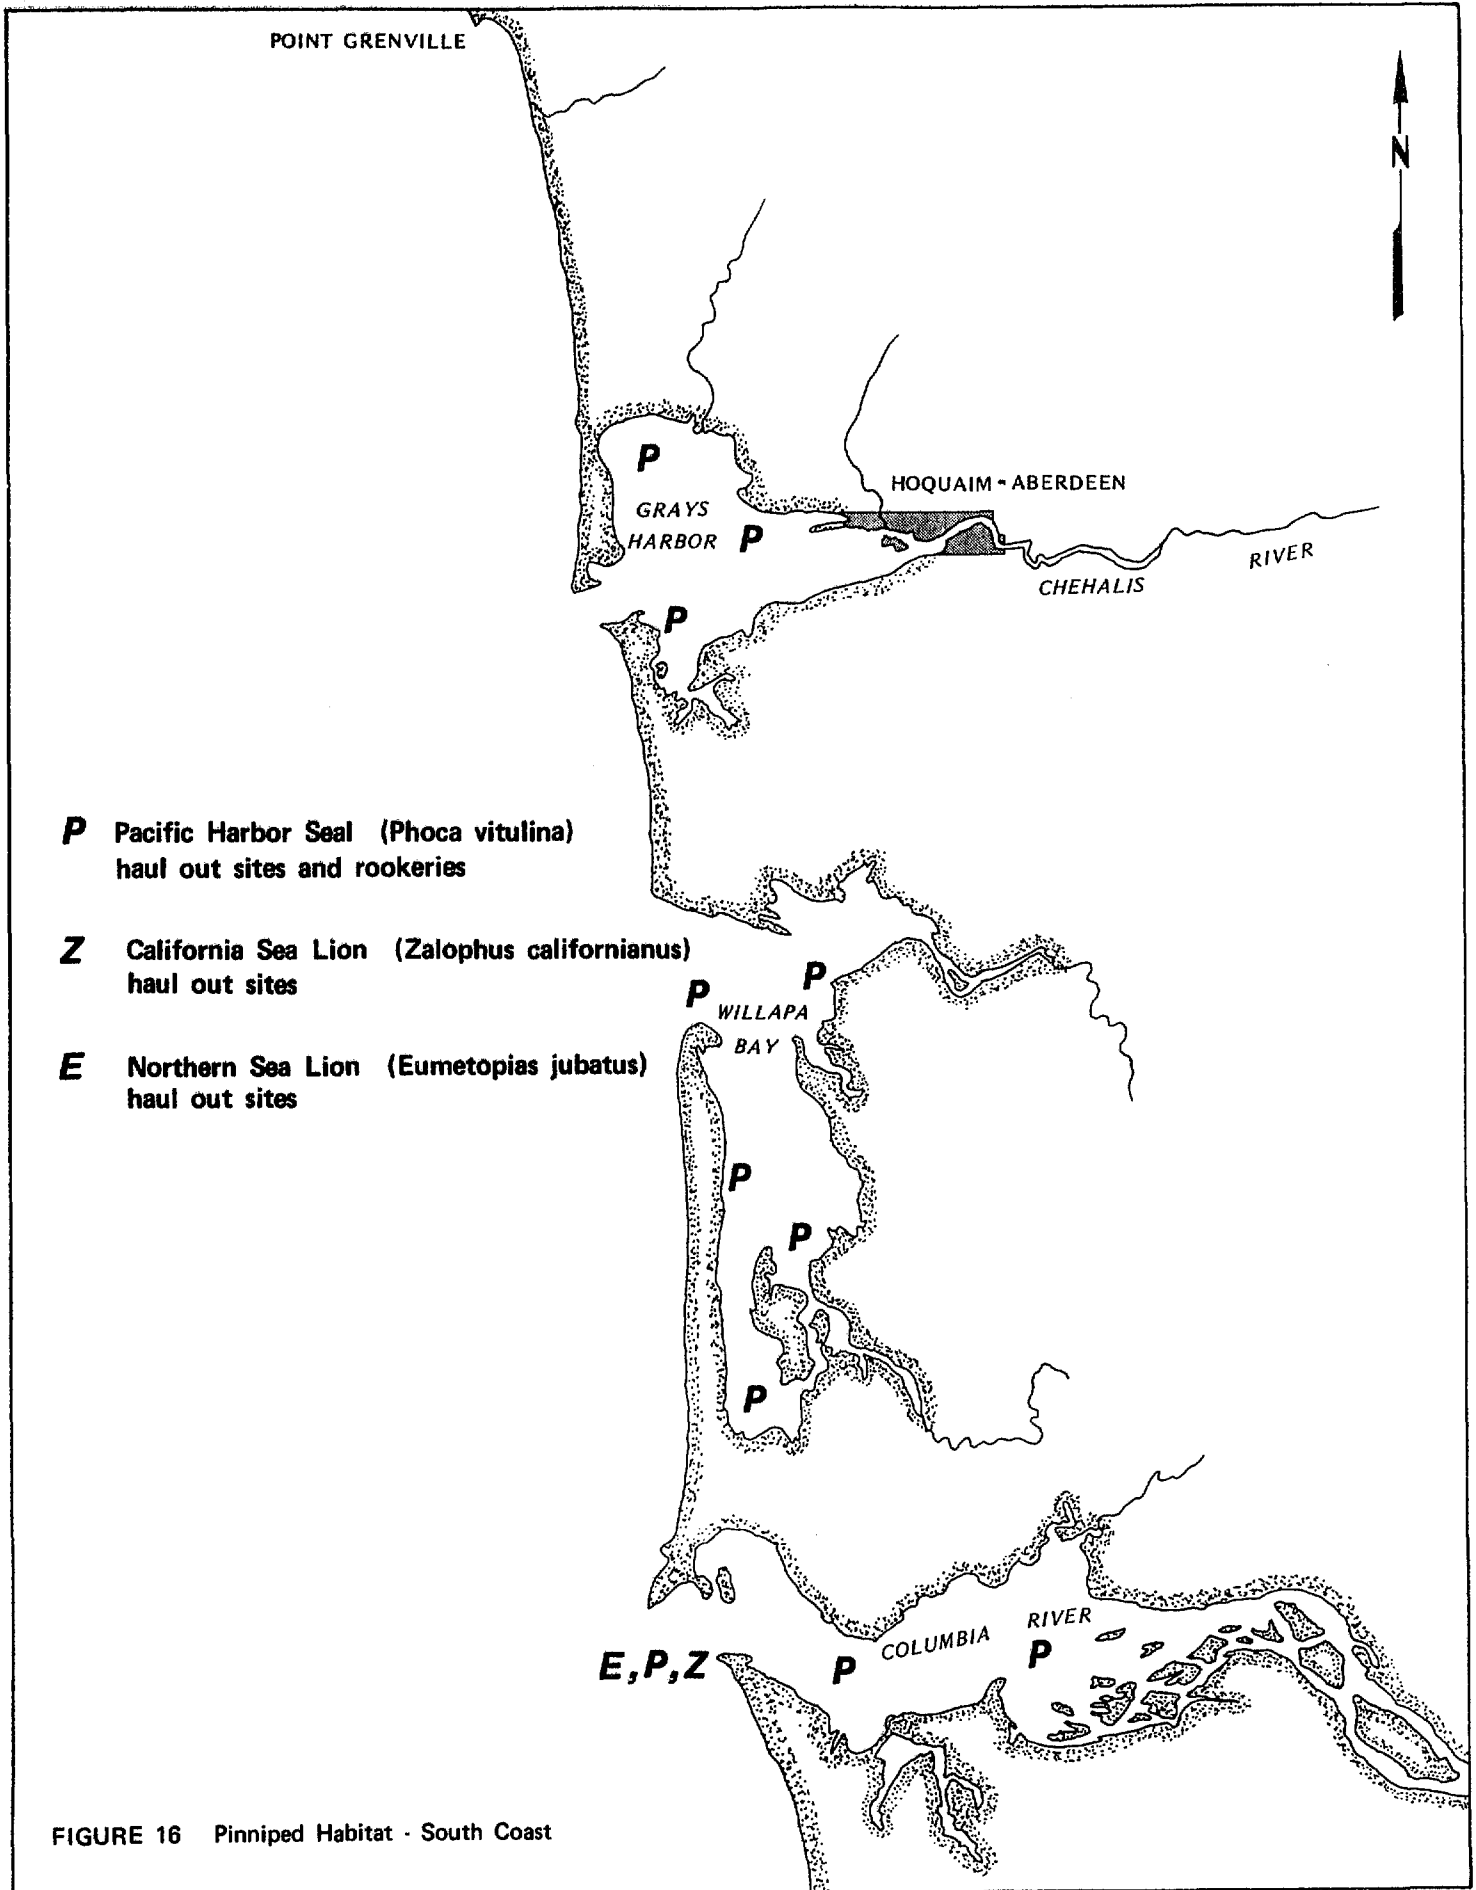 POINT GRENVILLE
N
P
HOQUAIM - ABERDEEN
GRAYS
HARBOR
P
RIVER
CHEHALIS
P
P Pacific Harbor Seal (Phoca vitulina)
haul out sites and rookeries
Z California Sea Lion (Zalophus californianus)
haul out sites
E Northern Sea Lion (Eumetopias jubatus)
haul out sites
P
P
WILLAPA
BAY
P
P
P
COLUMBIA RIVER
E, P, Z
P
P
FIGURE 16 Pinniped Habitat - South Coast